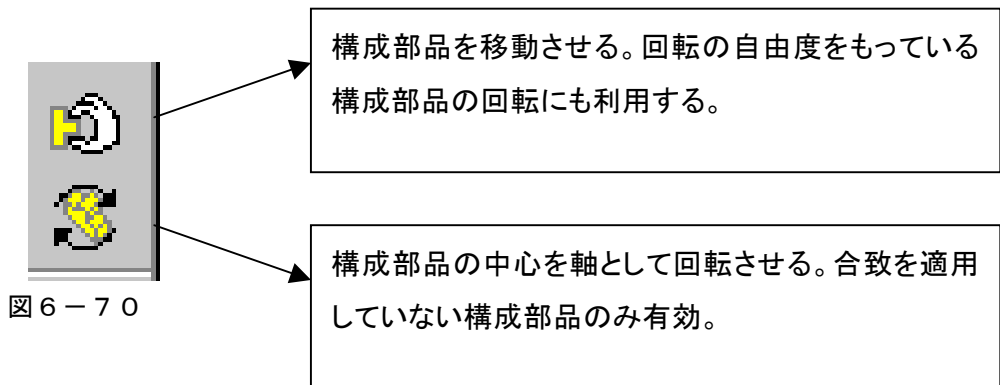 構成部品を移動させる。回転の自由度をもっている
構成部品の回転にも利用する。
構成部品の中心を軸として回転させる。合致を適用
していない構成部品のみ有効。
図６－７０